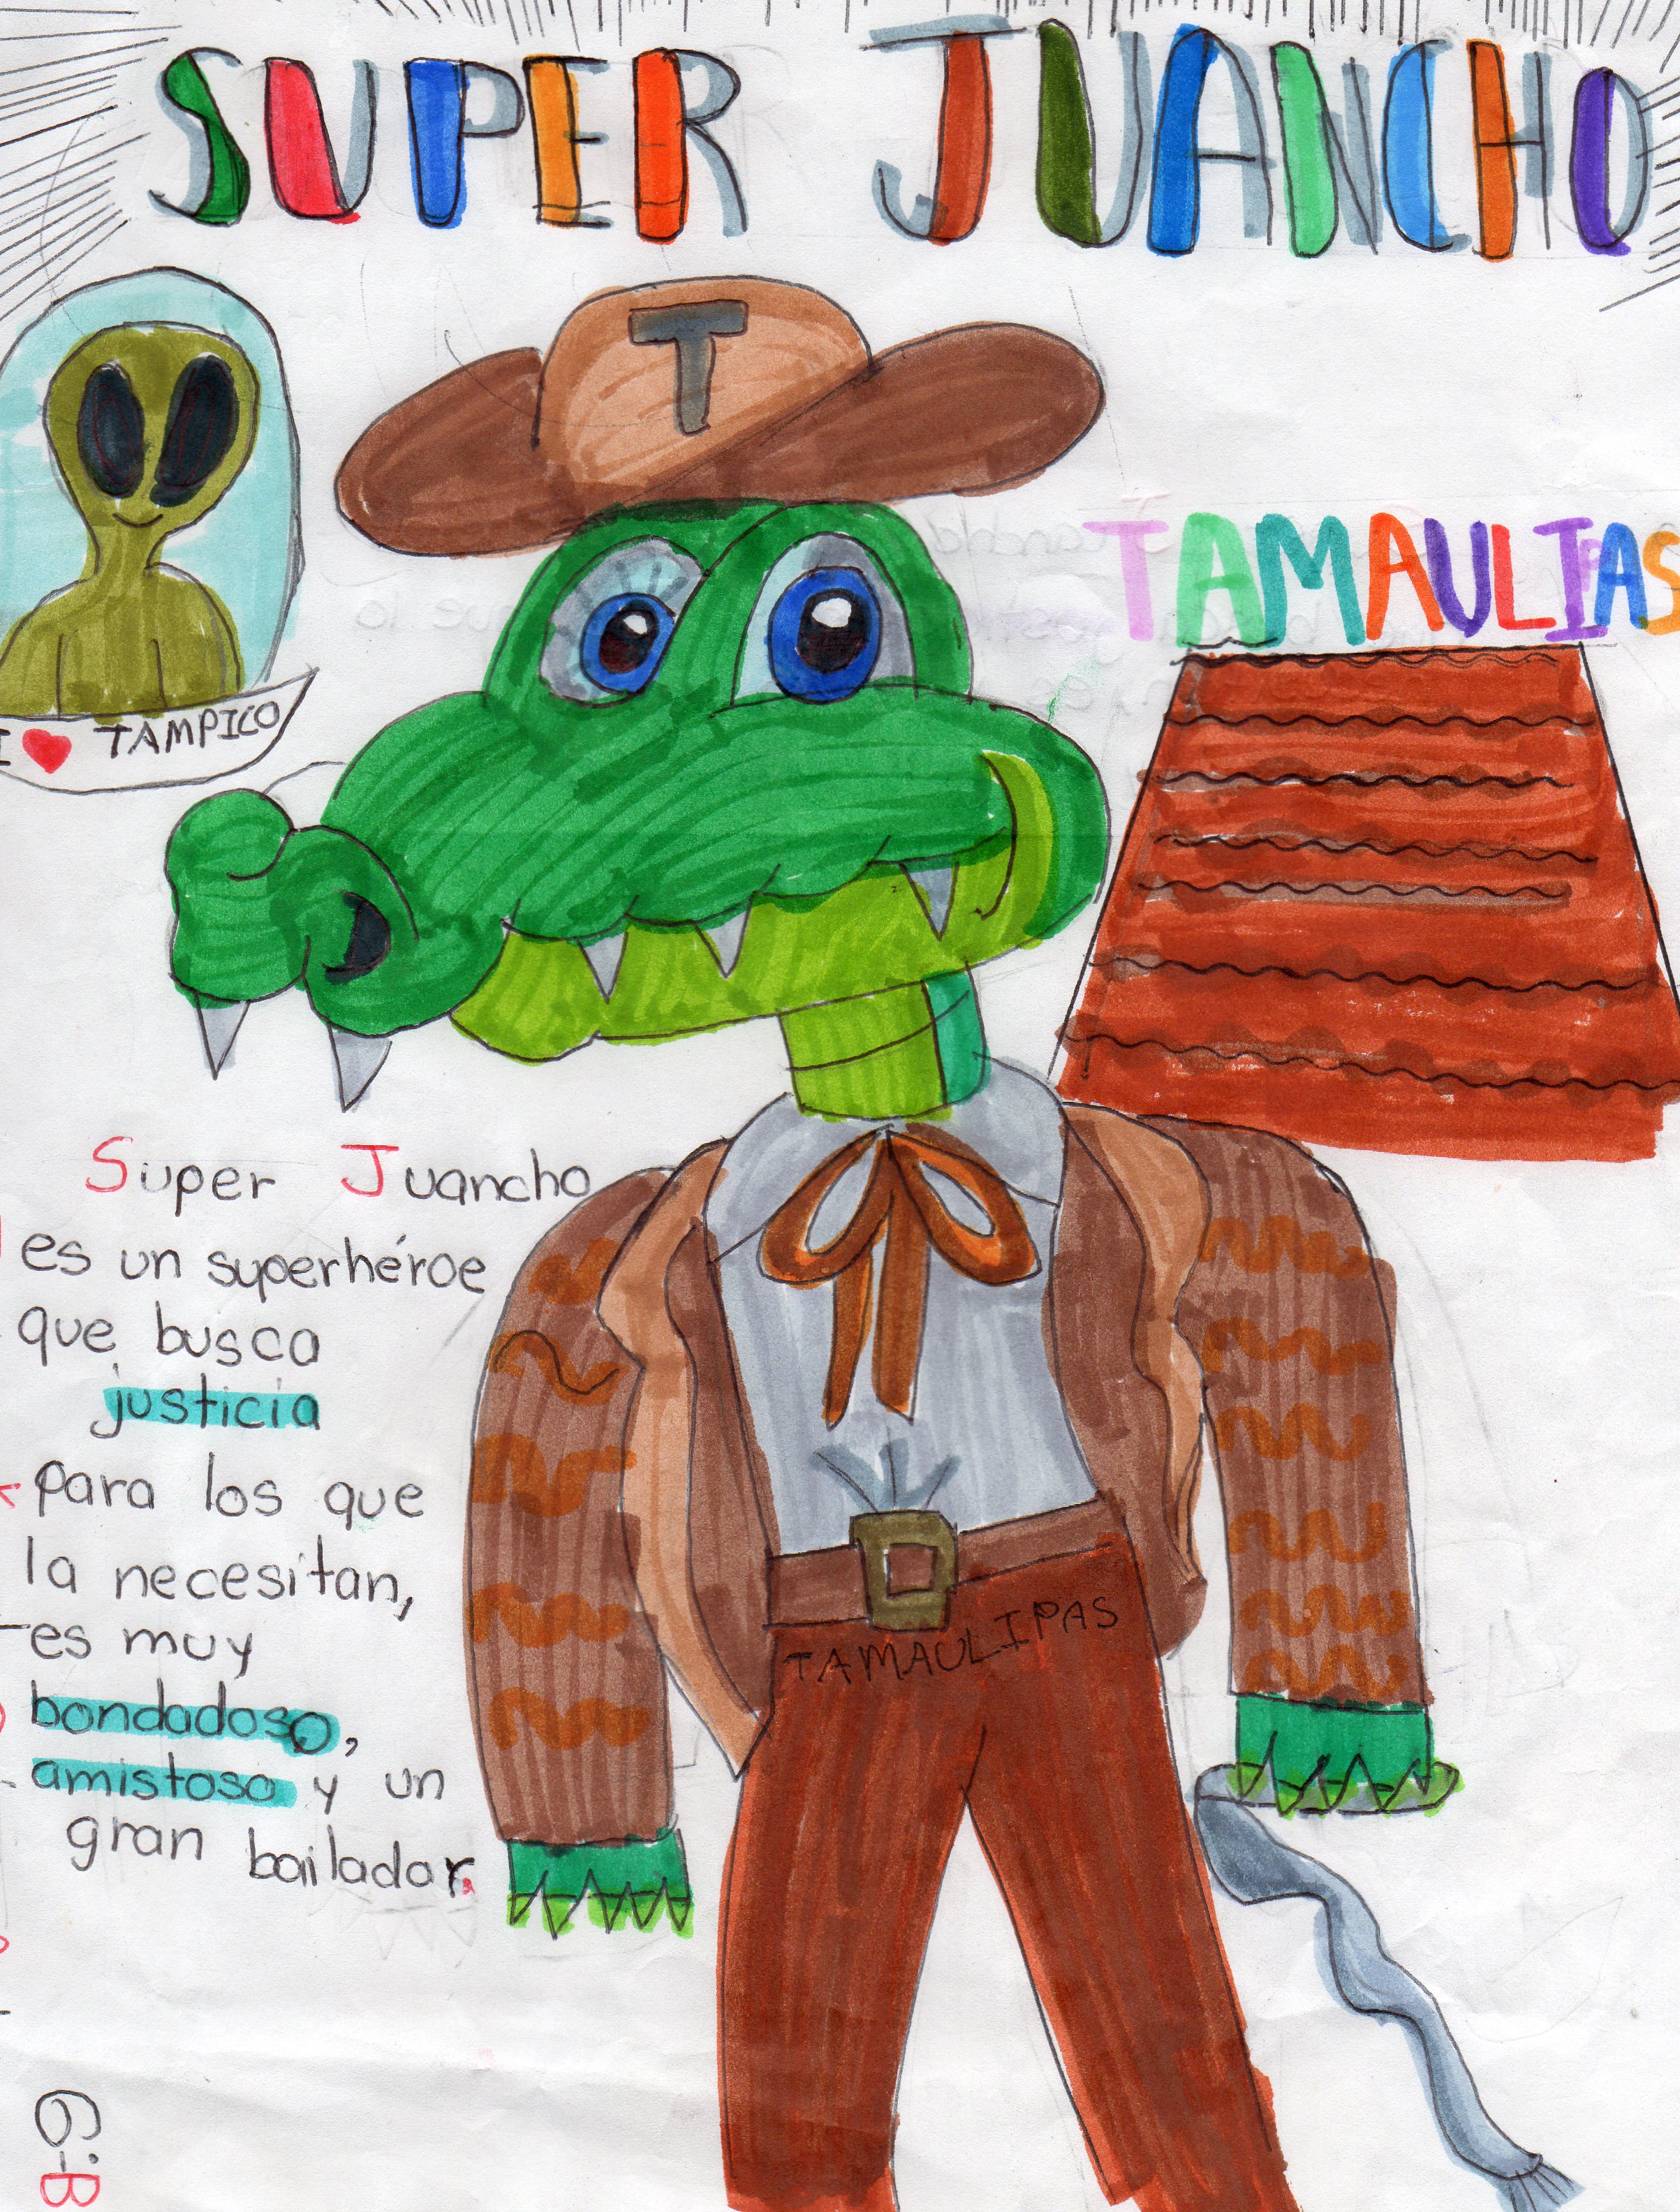 SUPER JUANCHO
T
TAMAULIPAS
I ❤ TAMPICO
Super Juancho
es un superhéroe
que busca
justicia
para los que
la necesitan,
es muy
bondadoso,
amistoso y un
gran bailador.
TAMAULIPAS